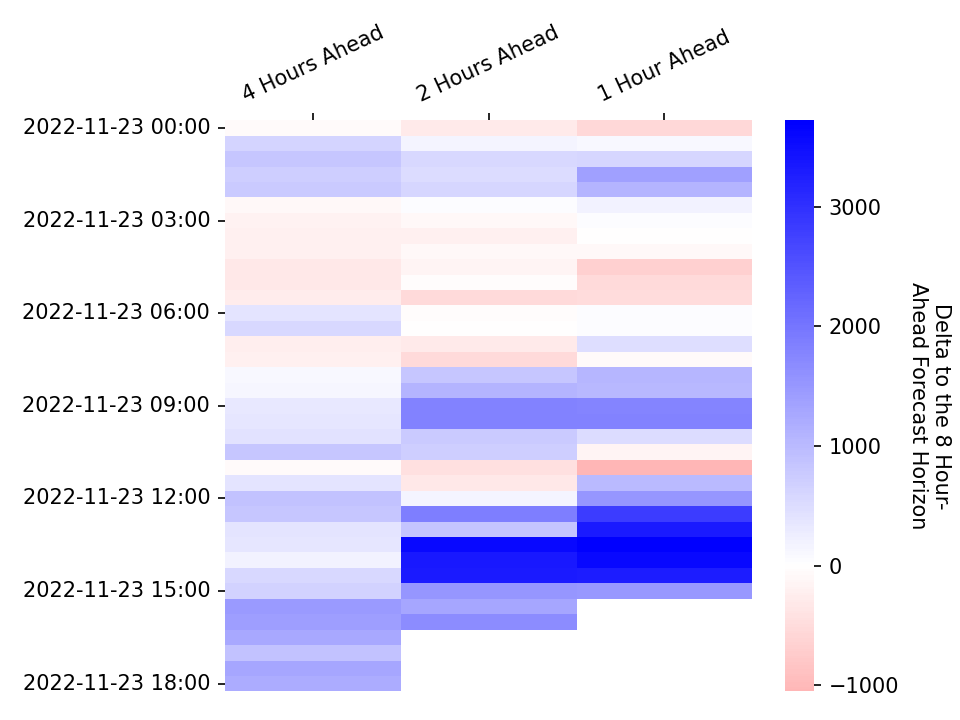 4 Hours Ahead
2 Hours Ahead
1 Hour Ahead
2022-11-23 00:00
2022-11-23 03:00
2022-11-23 06:00
2022-11-23 09:00
2022-11-23 12:00
2022-11-23 15:00
2022-11-23 18:00
3000
2000
1000
0
−1000
Delta to the 8 Hour-
Ahead Forecast Horizon